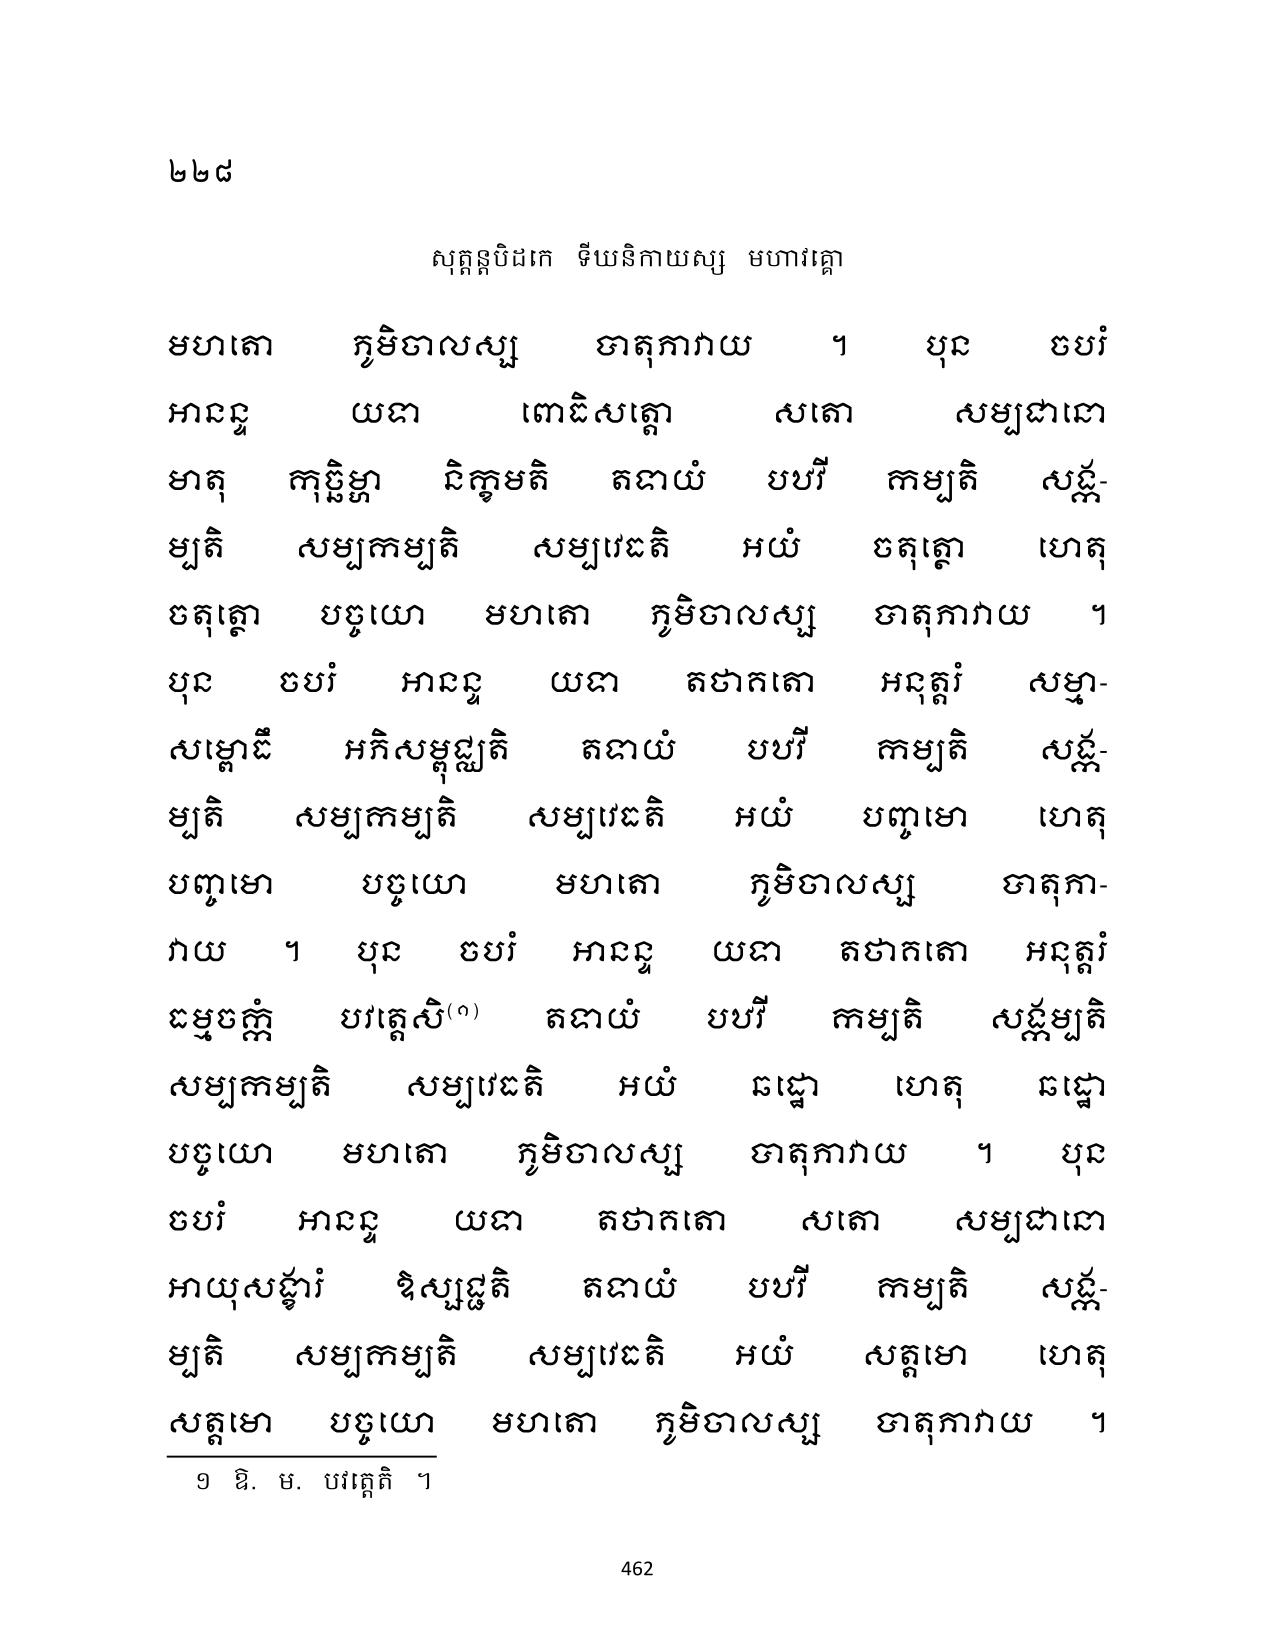 ២២៨
សុត្តន្តបិដកេ ទីឃនិកាយស្ស មហាវគ្គោ
មហតោ ភូមិចាលស្ស បាតុភាវាយ ។ បុន ចបរំ
អានន្ទ យទា ពោធិសត្តោ សតោ សម្បជានោ
មាតុ កុច្ឆិម្ហា និក្ខមតិ តទាយំ បឋវី កម្បតិ សង្ក-
ម្បតិ សម្បកម្បតិ សម្បវេធតិ អយំ ចតុត្ថោ ហេតុ
ចតុត្ថោ បច្ចយោ មហតោ ភូមិចាលស្ស បាតុភាវាយ ។
បុន ចបរំ អានន្ទ យទា តថាគតោ អនុត្តរំ សម្មា-
សម្ពោធឹ អភិសម្ពុជ្ឈតិ តទាយំ បឋវី កម្បតិ សង្ក-
ម្បតិ សម្បកម្បតិ សម្បវេធតិ អយំ បញ្ចមោ ហេតុ
បញ្ចមោ បច្ចយោ មហតោ ភូមិចាលស្ស បាតុភា-
វាយ ។ បុន ចបរំ អានន្ទ យទា តថាគតោ អនុត្តរំ
ធម្មចក្កំ បវត្តេសិ(១) តទាយំ បឋវី កម្បតិ សង្កម្បតិ
សម្បកម្បតិ សម្បវេធតិ អយំ ឆដ្ឋោ ហេតុ ឆដ្ឋោ
បច្ចយោ មហតោ ភូមិចាលស្ស បាតុភាវាយ ។ បុន
ចបរំ អានន្ទ យទា តថាគតោ សតោ សម្បជានោ
អាយុសង្ខារំ ឱស្សជ្ជតិ តទាយំ បឋវី កម្បតិ សង្ក-
ម្បតិ សម្បកម្បតិ សម្បវេធតិ អយំ សត្តមោ ហេតុ
សត្តមោ បច្ចយោ មហតោ ភូមិចាលស្ស បាតុភាវាយ ។
១ ឱ. ម. បវត្តេតិ ។
462